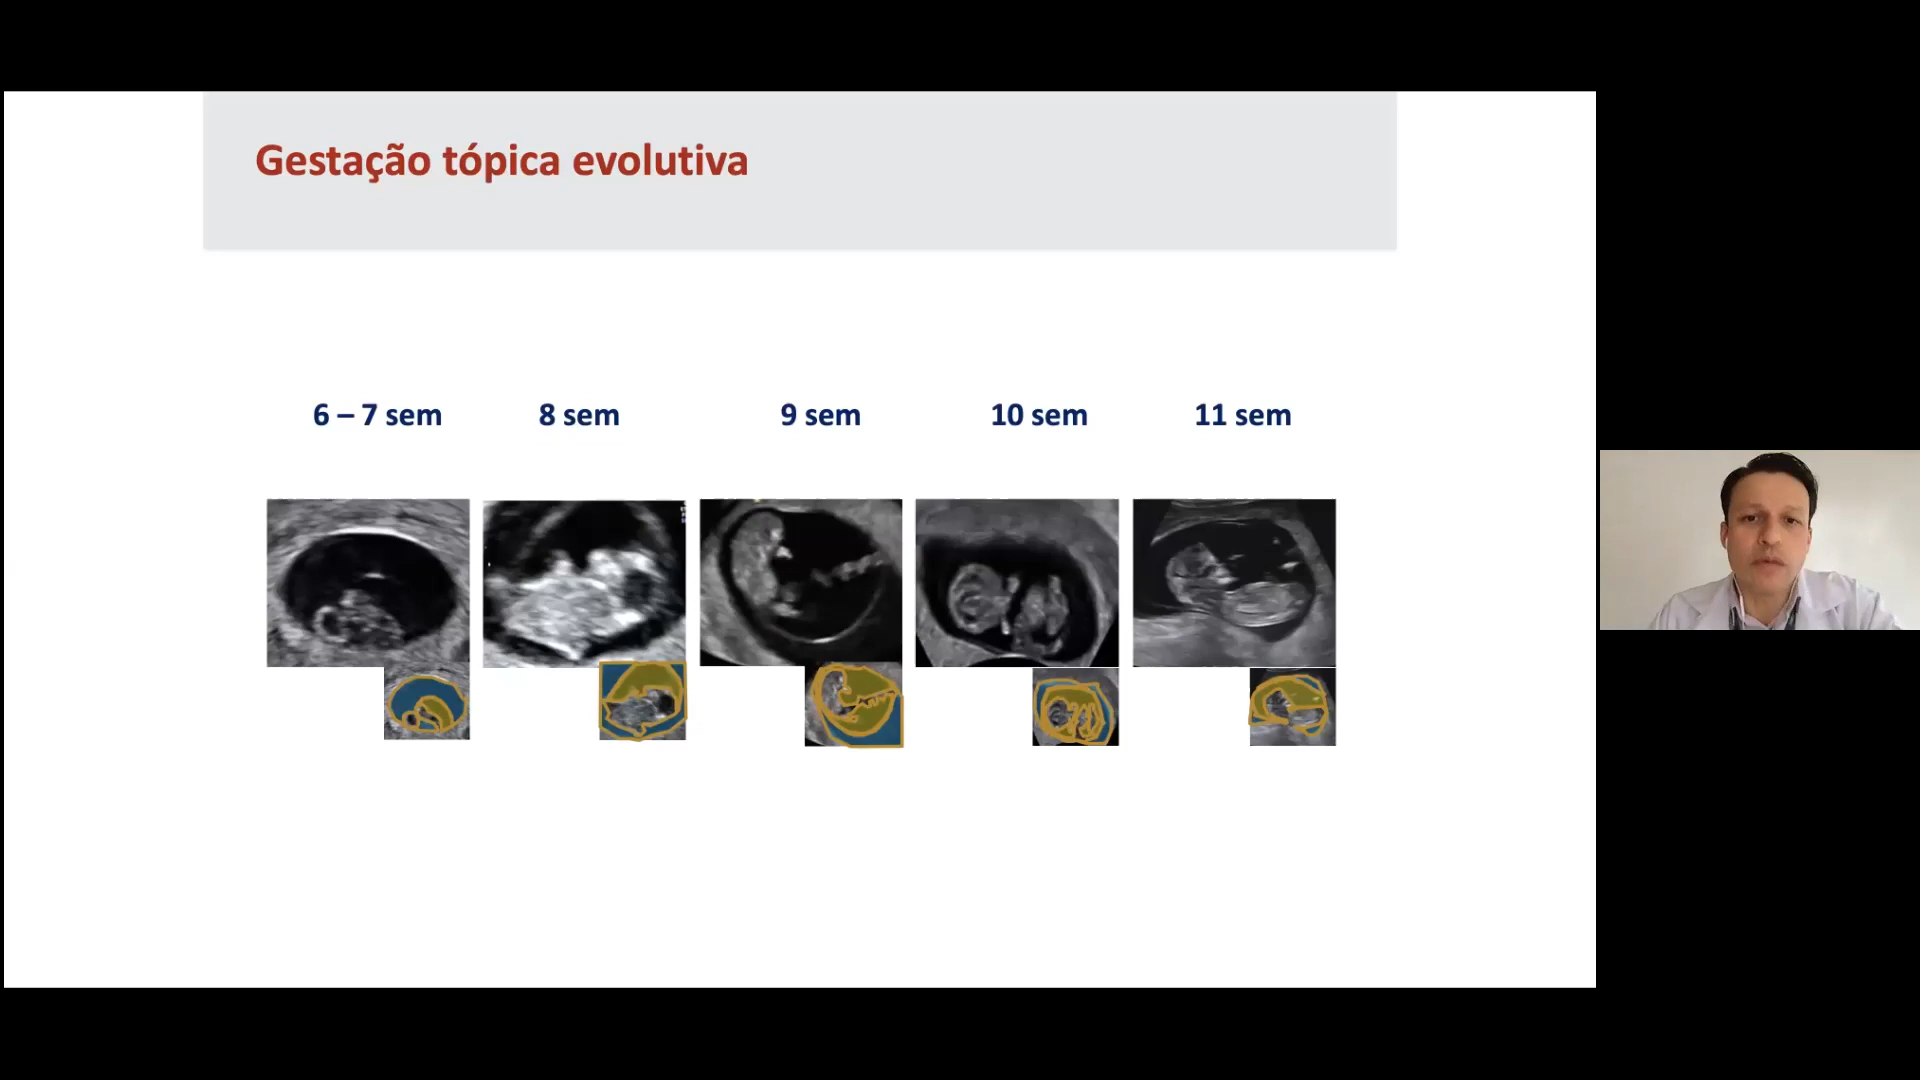 Gestação tópica evolutiva
6 – 7 sem
8 sem
9 sem
10 sem
11 sem